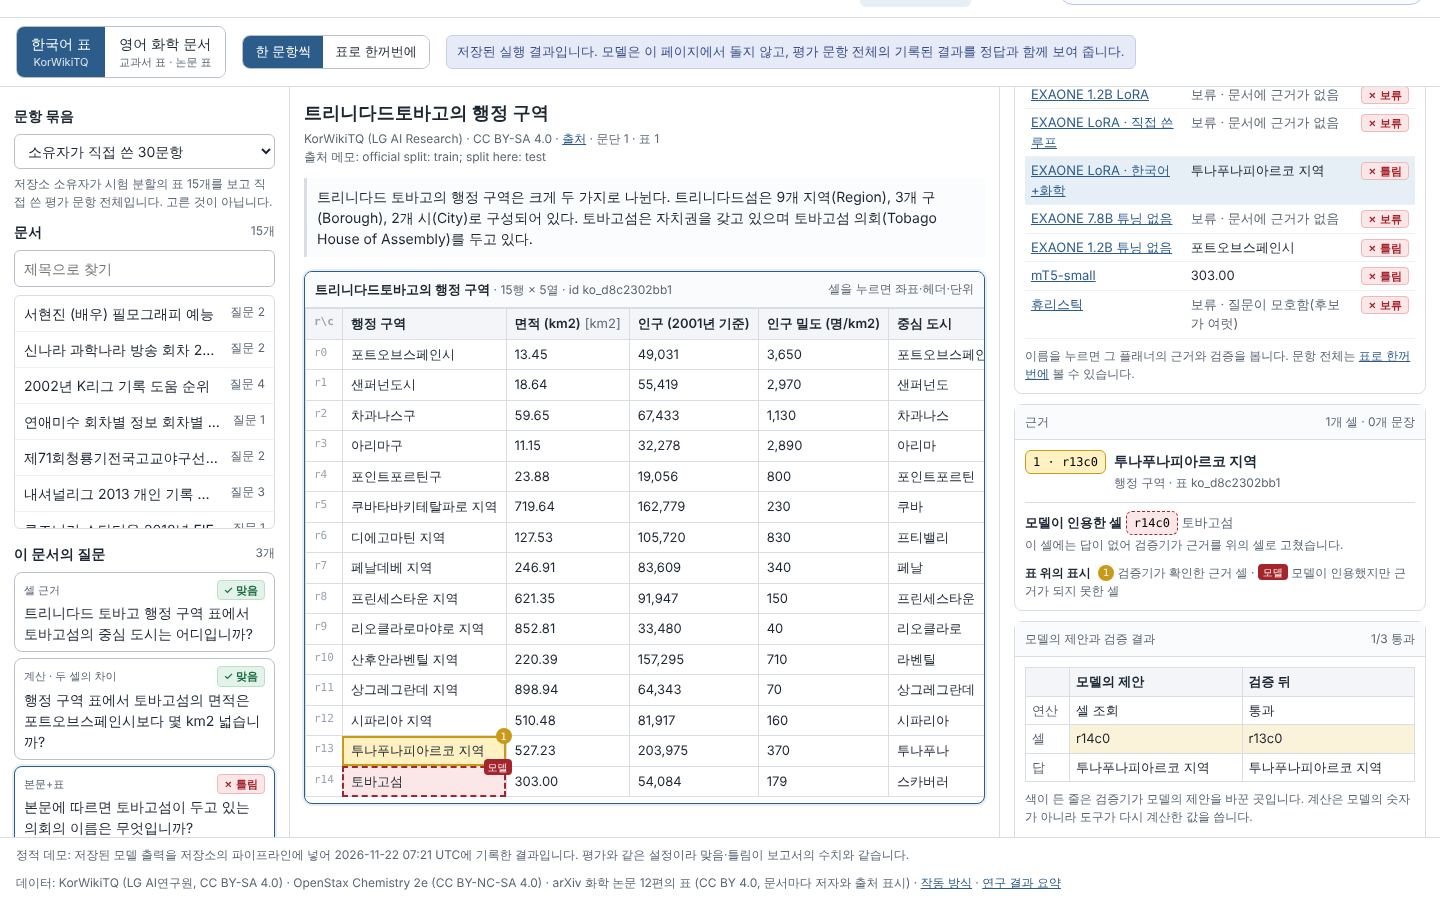 한국어 표
KorWikiTQ
영어 화학 문서
교과서 표 · 논문 표
한 문항씩
표로 한꺼번에
저장된 실행 결과입니다. 모델은 이 페이지에서 돌지 않고, 평가 문항 전체의 기록된 결과를 정답과 함께 보여 줍니다.
문항 묶음
소유자가 직접 쓴 30문항
저장소 소유자가 시험 분할의 표 15개를 보고 직
접 쓴 평가 문항 전체입니다. 고른 것이 아닙니다.
문서 15개
제목으로 찾기
서현진 (배우) 필모그래피 예능 질문 2
신나라 과학나라 방송 회차 2... 질문 2
2002년 K리그 기록 도움 순위 질문 4
연애미수 회차별 정보 회차별 ... 질문 1
제71회청룡기전국고교야구선... 질문 2
내셔널리그 2013 개인 기록 ... 질문 3
이 문서의 질문 3개
셀 근거 ✓ 맞음
트리니다드 토바고 행정 구역 표에서
토바고섬의 중심 도시는 어디입니까?
계산 · 두 셀의 차이 ✓ 맞음
행정 구역 표에서 토바고섬의 면적은
포트오브스페인시보다 몇 km2 넓습니
까?
본문+표 × 틀림
본문에 따르면 토바고섬이 두고 있는
의회의 이름은 무엇입니까?
트리니다드토바고의 행정 구역
KorWikiTQ (LG AI Research) · CC BY-SA 4.0 · 출처 · 문단 1 · 표 1
출처 메모: official split: train; split here: test
트리니다드 토바고의 행정 구역은 크게 두 가지로 나뉜다. 트리니다드섬은 9개 지역(Region), 3개 구
(Borough), 2개 시(City)로 구성되어 있다. 토바고섬은 자치권을 갖고 있으며 토바고섬 의회(Tobago
House of Assembly)를 두고 있다.
트리니다드토바고의 행정 구역 · 15행 × 5열 · id ko_d8c2302bb1 셀을 누르면 좌표·헤더·단위
r\c 행정 구역 면적 (km2) [km2] 인구 (2001년 기준) 인구 밀도 (명/km2) 중심 도시
r0 포트오브스페인시 13.45 49,031 3,650 포트오브스페인
r1 샌퍼넌도시 18.64 55,419 2,970 샌퍼넌도
r2 차과나스구 59.65 67,433 1,130 차과나스
r3 아리마구 11.15 32,278 2,890 아리마
r4 포인트포르틴구 23.88 19,056 800 포인트포르틴
r5 쿠바타바키테탈파로 지역 719.64 162,779 230 쿠바
r6 디에고마틴 지역 127.53 105,720 830 프티밸리
r7 페날데베 지역 246.91 83,609 340 페날
r8 프린세스타운 지역 621.35 91,947 150 프린세스타운
r9 리오클라로마야로 지역 852.81 33,480 40 리오클라로
r10 산후안라벤틸 지역 220.39 157,295 710 라벤틸
r11 상그레그란데 지역 898.94 64,343 70 상그레그란데
r12 시파리아 지역 510.48 81,917 160 시파리아
r13 투나푸나피아르코 지역 1 527.23 203,975 370 투나푸나
r14 토바고섬 모델 303.00 54,084 179 스카버러
EXAONE 1.2B LoRA 보류 · 문서에 근거가 없음 × 보류
EXAONE LoRA · 직접 쓴 보류 · 문서에 근거가 없음 × 보류
루프
EXAONE LoRA · 한국어 투나푸나피아르코 지역 × 틀림
+화학
EXAONE 7.8B 튜닝 없음 보류 · 문서에 근거가 없음 × 보류
EXAONE 1.2B 튜닝 없음 포트오브스페인시 × 틀림
mT5-small 303.00 × 틀림
휴리스틱 보류 · 질문이 모호함(후보 × 보류
가 여럿)
이름을 누르면 그 플래너의 근거와 검증을 봅니다. 문항 전체는 표로 한꺼
번에 볼 수 있습니다.
근거 1개 셀 · 0개 문장
1 · r13c0 투나푸나피아르코 지역
행정 구역 · 표 ko_d8c2302bb1
모델이 인용한 셀 r14c0 토바고섬
이 셀에는 답이 없어 검증기가 근거를 위의 셀로 고쳤습니다.
표 위의 표시 1 검증기가 확인한 근거 셀 · 모델 모델이 인용했지만 근
거가 되지 못한 셀
모델의 제안과 검증 결과 1/3 통과
모델의 제안 검증 뒤
연산 셀 조회 통과
셀 r14c0 r13c0
답 투나푸나피아르코 지역 투나푸나피아르코 지역
색이 든 줄은 검증기가 모델의 제안을 바꾼 곳입니다. 계산은 모델의 숫자
가 아니라 도구가 다시 계산한 값을 씁니다.
정적 데모: 저장된 모델 출력을 저장소의 파이프라인에 넣어 2026-11-22 07:21 UTC에 기록한 결과입니다. 평가와 같은 설정이라 맞음·틀림이 보고서의 수치와 같습니다.
데이터: KorWikiTQ (LG AI연구원, CC BY-SA 4.0) · OpenStax Chemistry 2e (CC BY-NC-SA 4.0) · arXiv 화학 논문 12편의 표 (CC BY 4.0, 문서마다 저자와 출처 표시) · 작동 방식 · 연구 결과 요약